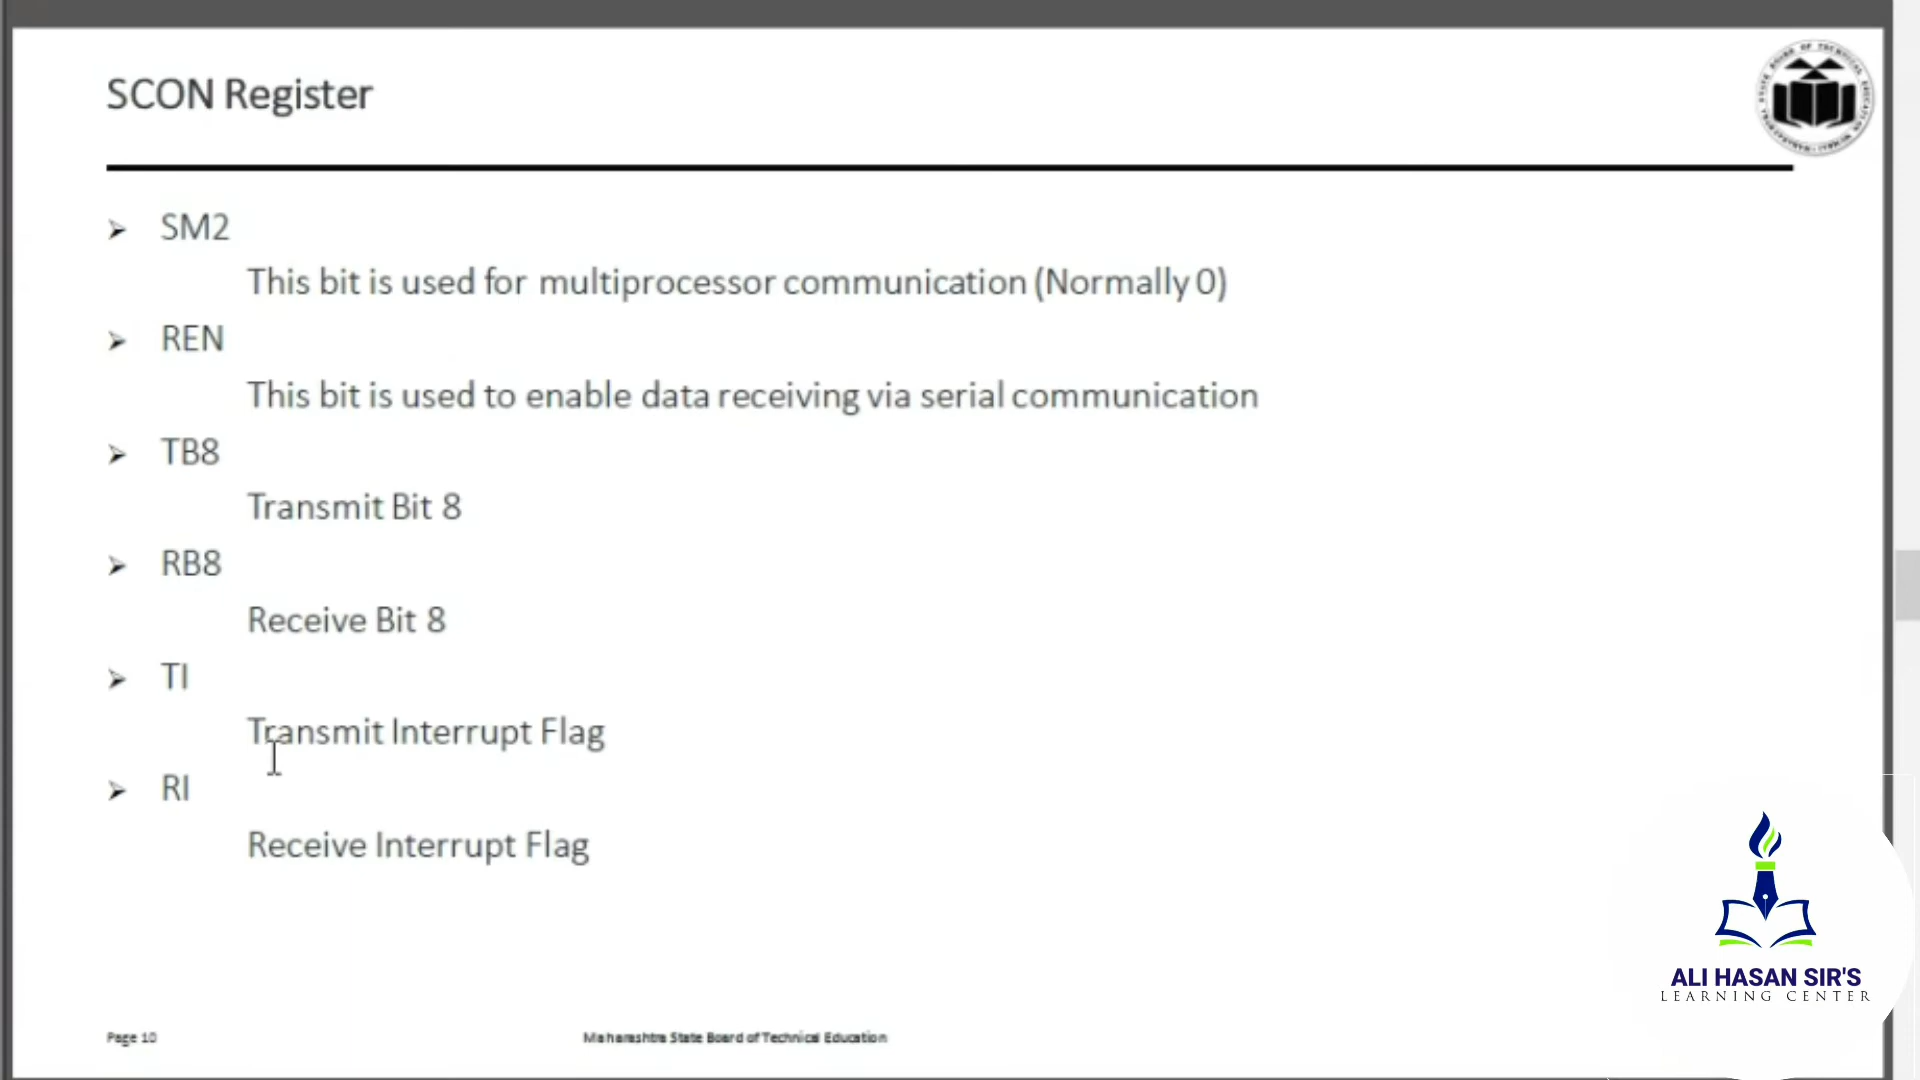 SCON Register
SM2
This bit is used for multiprocessor communication (Normally 0)
REN
This bit is used to enable data receiving via serial communication
TB8
Transmit Bit 8
RB8
Receive Bit 8
TI
Transmit Interrupt Flag
RI
Receive Interrupt Flag
ALI HASAN SIR'S
LEARNING CENTER
Page 10
Maharashtra State Board of Technical Education